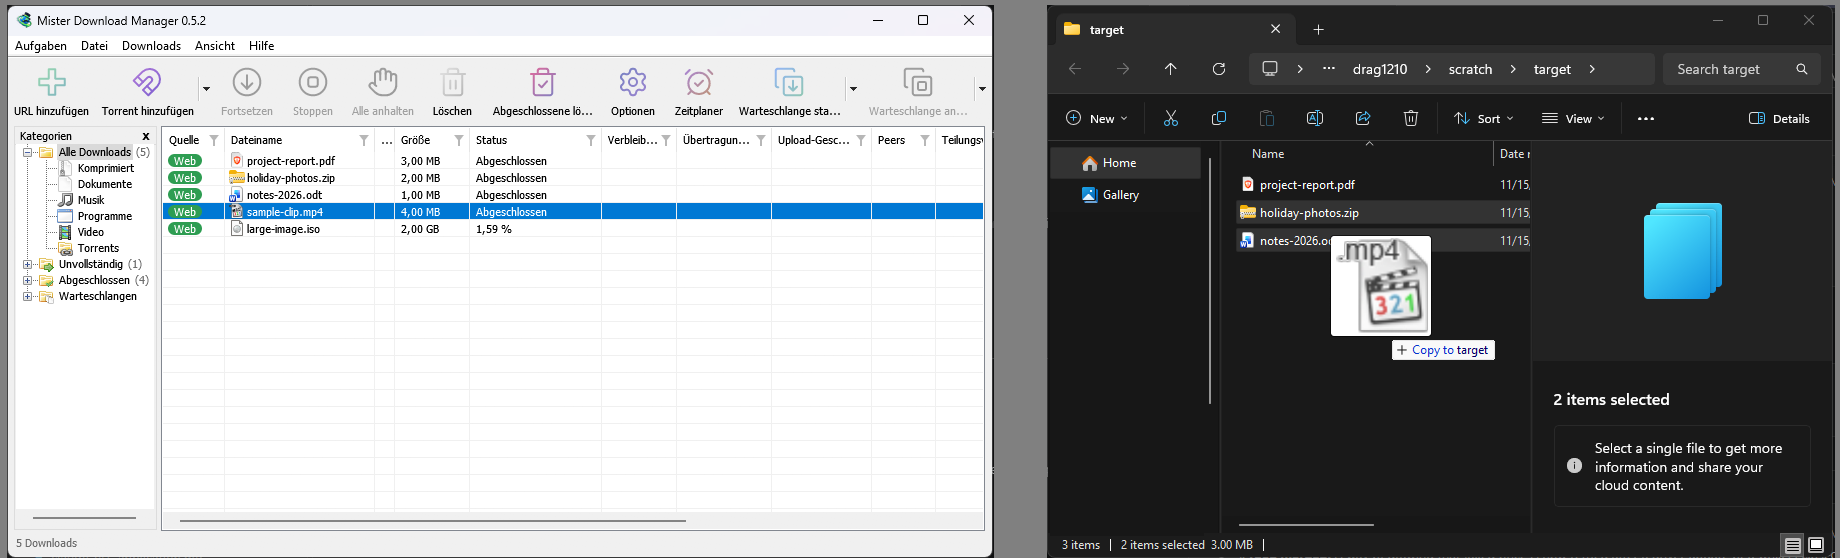 Mister Download Manager 0.5.2
Aufgaben Datei Downloads Ansicht Hilfe
URL hinzufügen Torrent hinzufügen Fortsetzen Stoppen Alle anhalten Löschen Abgeschlossene lö... Optionen Zeitplaner Warteschlange sta... Warteschlange an...
Kategorien x
Alle Downloads (5)
Komprimiert
Dokumente
Musik
Programme
Video
Torrents
Unvollständig (1)
Abgeschlossen (4)
Warteschlangen
Quelle Dateiname ... Größe Status Verbleib... Übertragun... Upload-Gesc... Peers Teilungsv
Web project-report.pdf 3,00 MB Abgeschlossen
Web holiday-photos.zip 2,00 MB Abgeschlossen
Web notes-2026.odt 1,00 MB Abgeschlossen
Web sample-clip.mp4 4,00 MB Abgeschlossen
Web large-image.iso 2,00 GB 1,59 %
5 Downloads
target
... drag1210 scratch target
Search target
New Sort View ... Details
Home
Gallery
Name Date
project-report.pdf 11/15/
holiday-photos.zip 11/15/
notes-2026.od 11/15/
.mp4
321
+ Copy to target
2 items selected
Select a single file to get more
information and share your
cloud content.
3 items 2 items selected 3.00 MB